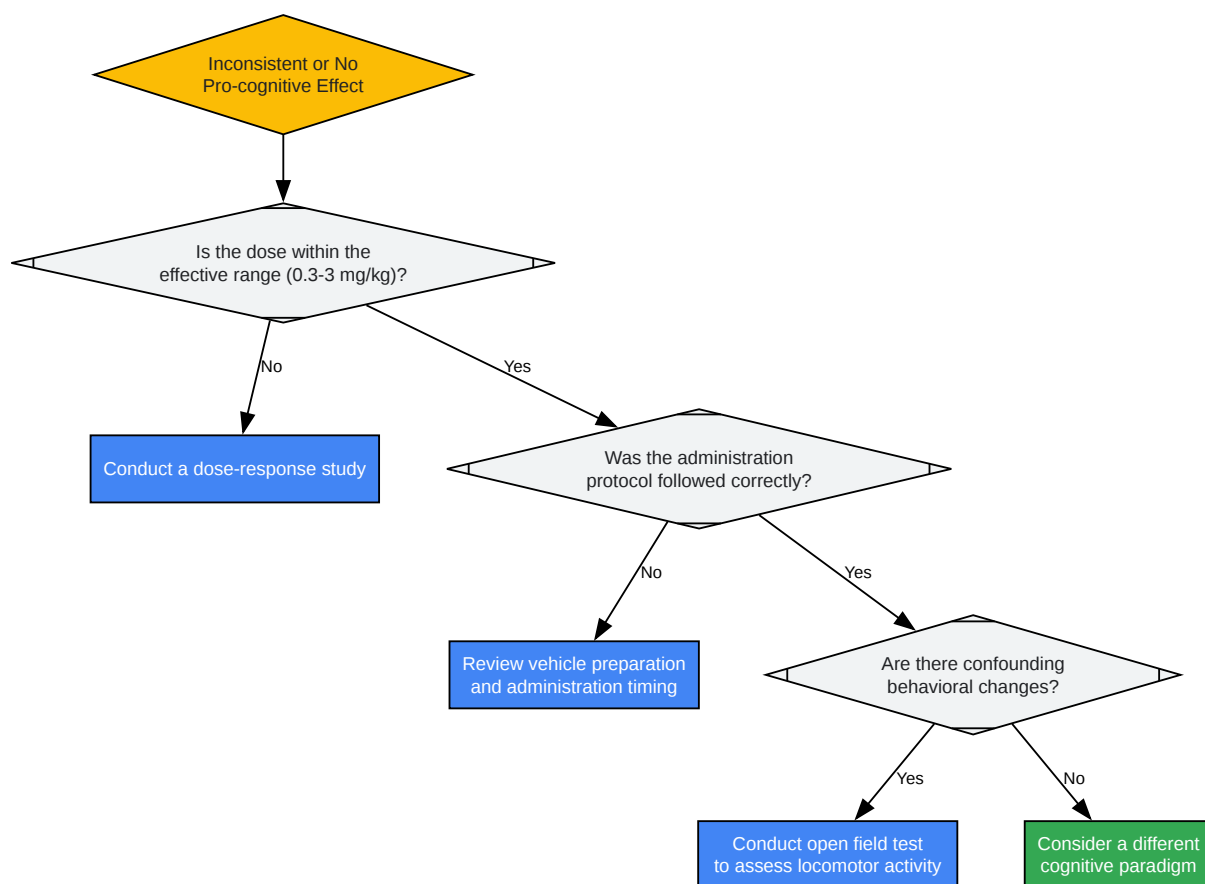 Inconsistent or No
Pro-cognitive Effect
Is the dose within the
effective range (0.3-3 mg/kg)?
No
Yes
Conduct a dose-response study
Was the administration
protocol followed correctly?
No
Yes
Review vehicle preparation
and administration timing
Are there confounding
behavioral changes?
Yes
No
Conduct open field test
to assess locomotor activity
Consider a different
cognitive paradigm